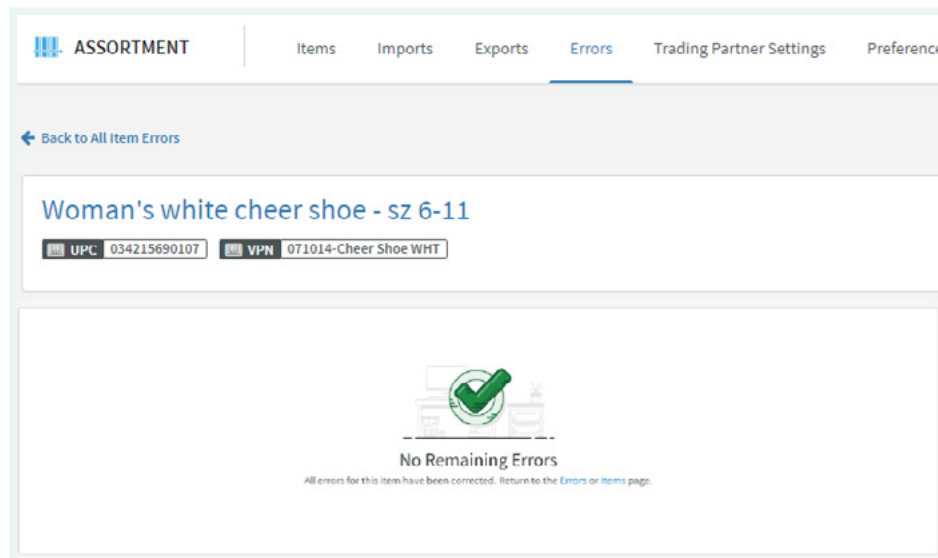 ASSORTMENT Items Imports Exports Errors Trading Partner Settings Preference
Back to All Item Errors
Woman's white cheer shoe - sz 6-11
UPC 034215690107 VPN 071014-Cheer Shoe WHT
No Remaining Errors
All errors for this item have been corrected. Return to the Errors or Items page.